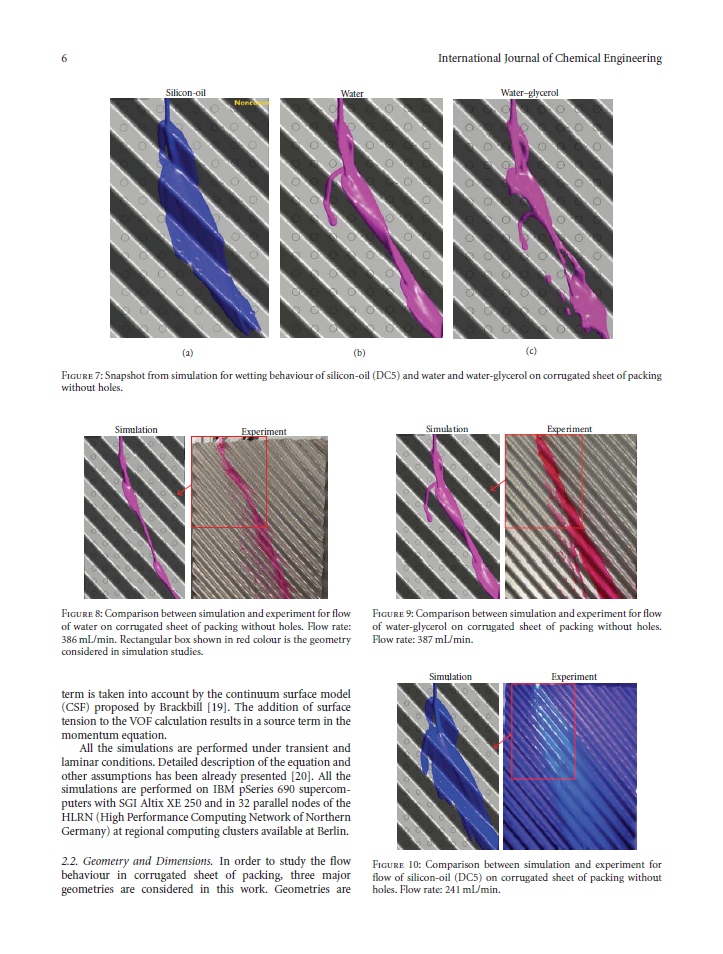 6
International Journal of Chemical Engineering
Silicon-oil
Water
Water–glycerol
(a)
(b)
(c)
Figure 7: Snapshot from simulation for wetting behaviour of silicon-oil (DC5) and water and water-glycerol on corrugated sheet of packing
without holes.
Simulation
Experiment
Figure 8: Comparison between simulation and experiment for flow
of water on corrugated sheet of packing without holes. Flow rate:
386 mL/min. Rectangular box shown in red colour is the geometry
considered in simulation studies.
term is taken into account by the continuum surface model
(CSF) proposed by Brackbill [19]. The addition of surface
tension to the VOF calculation results in a source term in the
momentum equation.
All the simulations are performed under transient and
laminar conditions. Detailed description of the equation and
other assumptions has been already presented [20]. All the
simulations are performed on IBM pSeries 690 supercom-
puters with SGI Altix XE 250 and in 32 parallel nodes of the
HLRN (High Performance Computing Network of Northern
Germany) at regional computing clusters available at Berlin.
2.2. Geometry and Dimensions. In order to study the flow
behaviour in corrugated sheet of packing, three major
geometries are considered in this work. Geometries are
Simulation
Experiment
Figure 9: Comparison between simulation and experiment for flow
of water-glycerol on corrugated sheet of packing without holes.
Flow rate: 387 mL/min.
Simulation
Experiment
Figure 10: Comparison between simulation and experiment for
flow of silicon-oil (DC5) on corrugated sheet of packing without
holes. Flow rate: 241 mL/min.